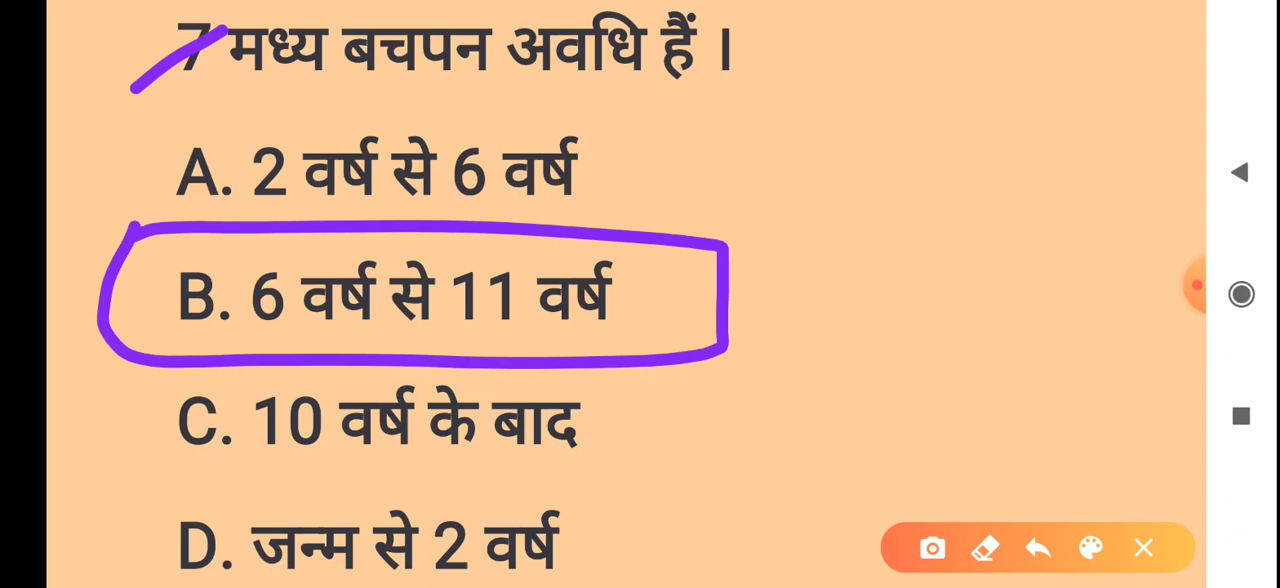 7 मध्य बचपन अवधि हैं ।
A. 2 वर्ष से 6 वर्ष
B. 6 वर्ष से 11 वर्ष
C. 10 वर्ष के बाद
D. जन्म से 2 वर्ष